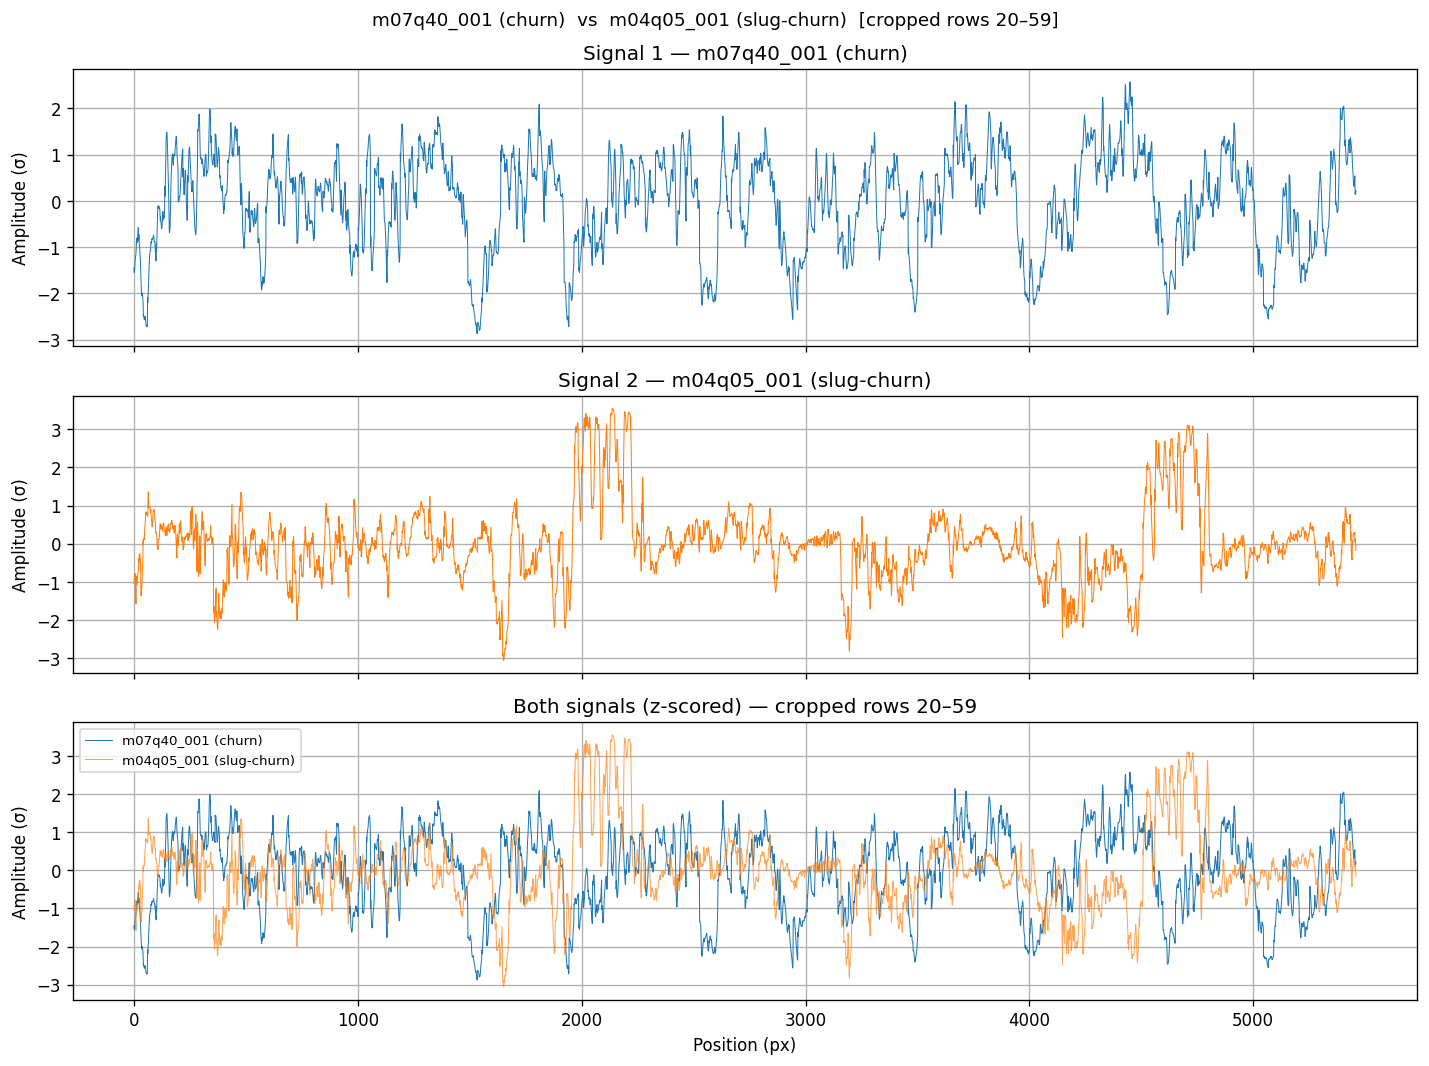 m07q40_001 (churn)  vs  m04q05_001 (slug-churn)  [cropped rows 20–59]
Signal 1 — m07q40_001 (churn)
Amplitude (σ)
2
1
0
−1
−2
−3
Signal 2 — m04q05_001 (slug-churn)
Amplitude (σ)
3
2
1
0
−1
−2
−3
Both signals (z-scored) — cropped rows 20–59
m07q40_001 (churn)
m04q05_001 (slug-churn)
Amplitude (σ)
3
2
1
0
−1
−2
−3
0 1000 2000 3000 4000 5000
Position (px)